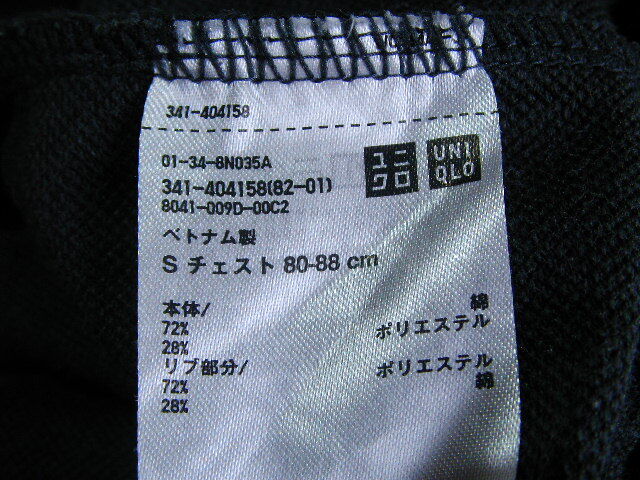 341-404158
01-34-8N035A
341-404158(82-01)
8041-009D-00C2
ユニ
クロ
UNI
QLO
ベトナム製
S チェスト 80-88 cm
本体/ 綿
72% ポリエステル
28%
リブ部分/ ポリエステル
72% 綿
28%